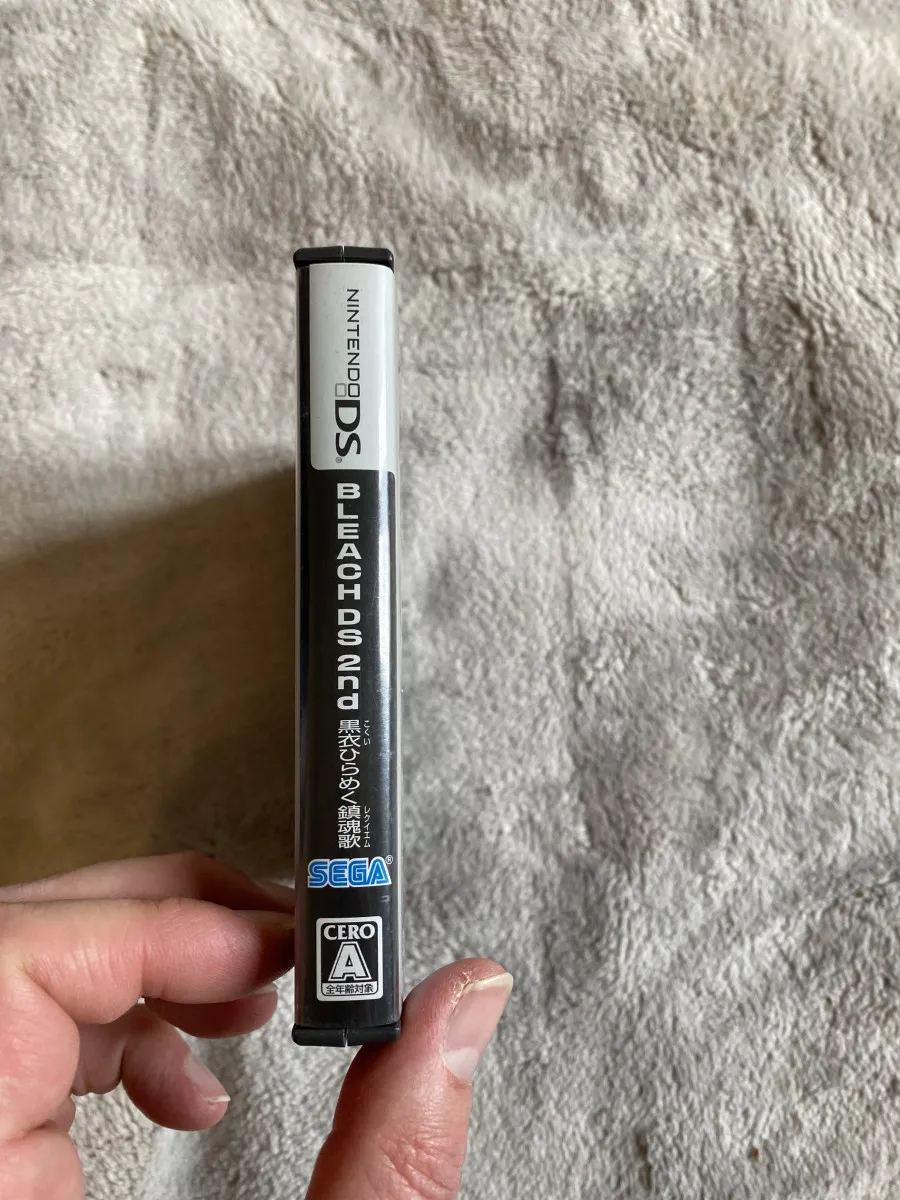 NINTENDO DS®
BLEACH DS 2nd
黒衣ひらめく鎮魂歌
こくい
レクイエム
SEGA®
CERO
A
全年齢対象